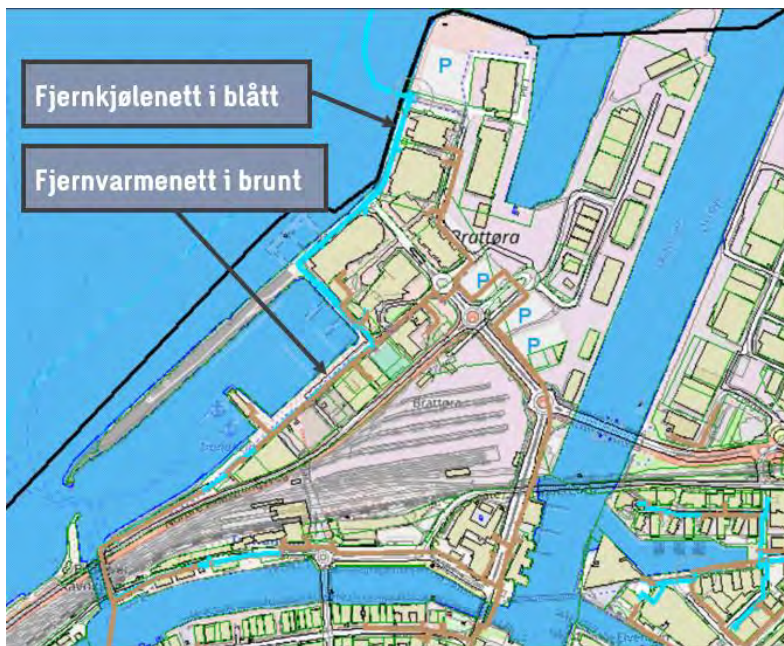 Fjernkjølenett i blått
Fjernvarmenett i brunt
P
Brattøra
P
P
P
Brattøra